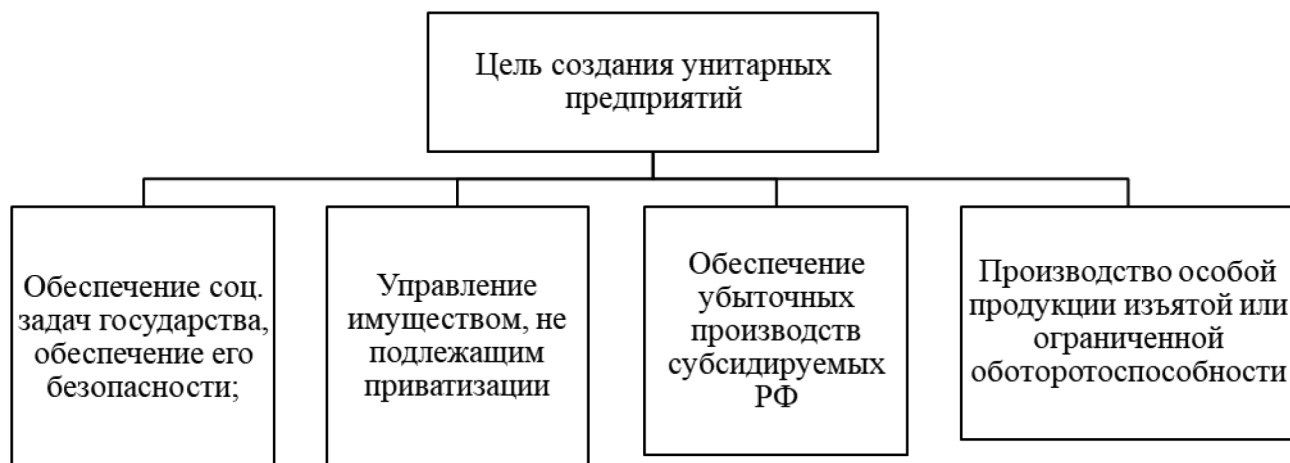 Цель создания унитарных
предприятий
Обеспечение соц.
задач государства,
обеспечение его
безопасности;
Управление
имуществом, не
подлежащим
приватизации
Обеспечение
убыточных
производств
субсидируемых
РФ
Производство особой
продукции изъятой или
ограниченной
оботоротоспособности